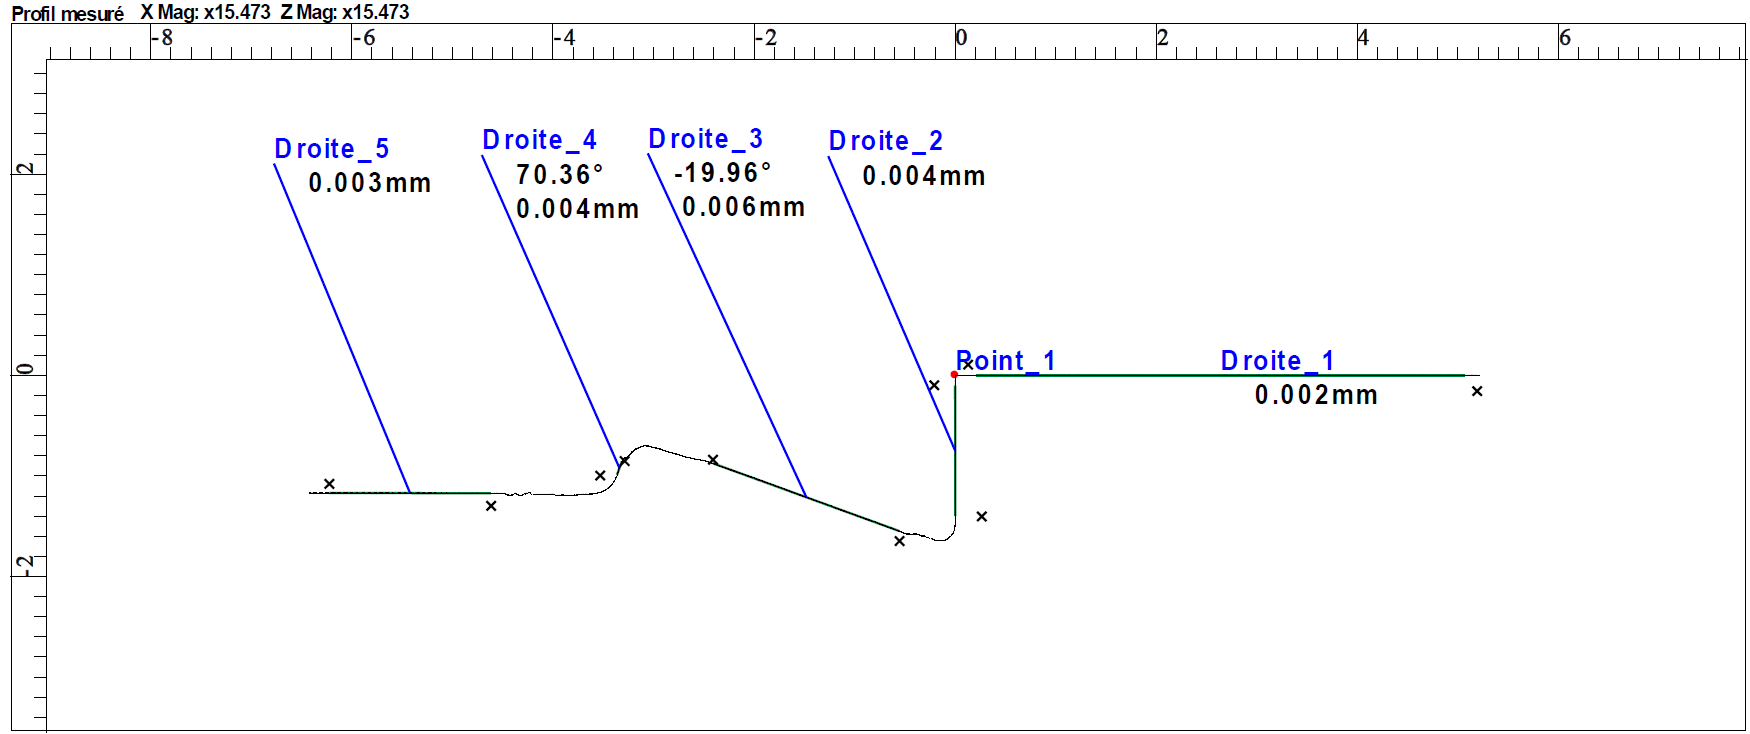 Profil mesuré X Mag: x15.473 Z Mag: x15.473
-8 -6 -4 -2 0 2 4 6
2
0
-2
Droite_5
0.003mm
Droite_4
70.36°
0.004mm
Droite_3
-19.96°
0.006mm
Droite_2
0.004mm
Point_1
Droite_1
0.002mm